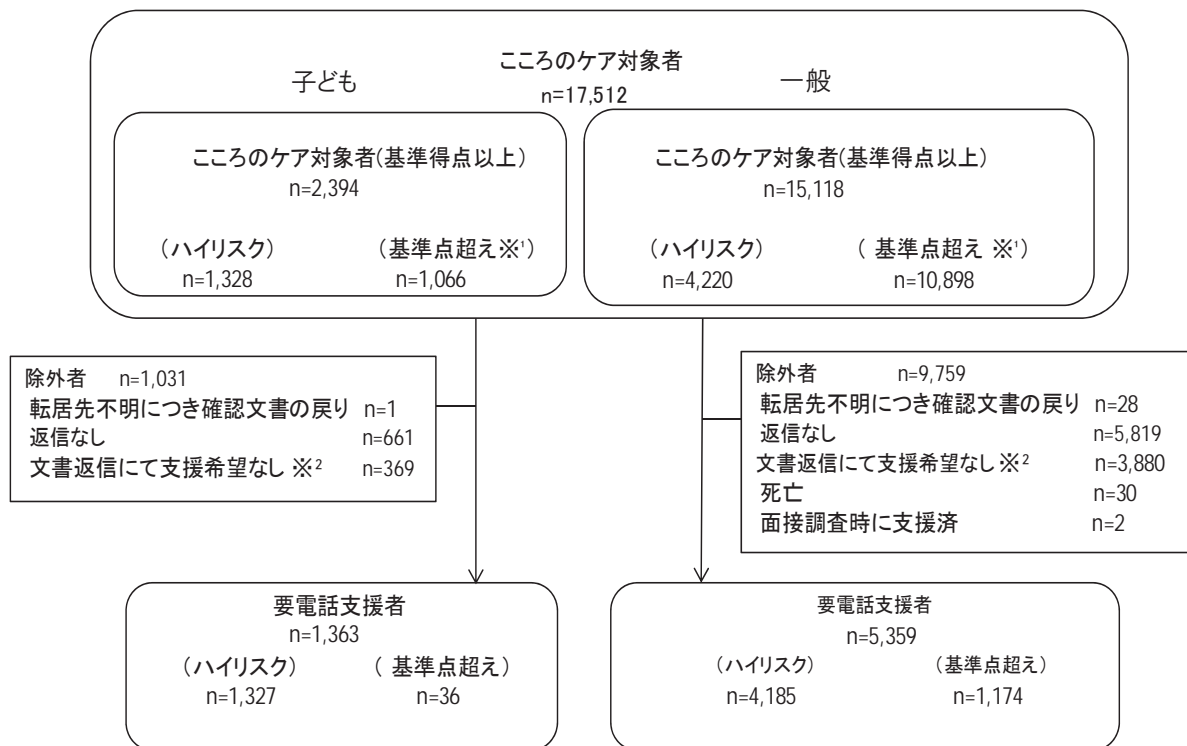 こころのケア対象者
子ども 一般
n=17,512
こころのケア対象者(基準得点以上)
n=2,394
(ハイリスク) (基準点超え※1)
n=1,328 n=1,066
こころのケア対象者(基準得点以上)
n=15,118
(ハイリスク) ( 基準点超え ※1)
n=4,220 n=10,898
除外者 n=1,031
転居先不明につき確認文書の戻り n=1
返信なし n=661
文書返信にて支援希望なし ※2 n=369
除外者 n=9,759
転居先不明につき確認文書の戻り n=28
返信なし n=5,819
文書返信にて支援希望なし※2 n=3,880
死亡 n=30
面接調査時に支援済 n=2
要電話支援者
n=1,363
(ハイリスク) ( 基準点超え)
n=1,327 n=36
要電話支援者
n=5,359
(ハイリスク) (基準点超え)
n=4,185 n=1,174